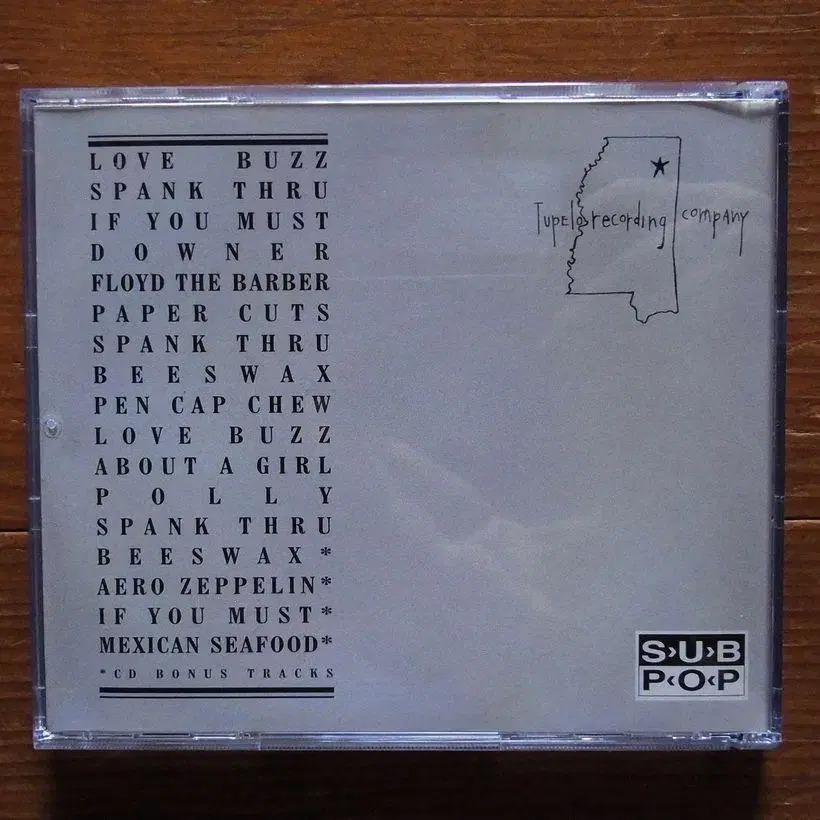 LOVE BUZZ
SPANK THRU
IF YOU MUST
DOWNER
FLOYD THE BARBER
PAPER CUTS
SPANK THRU
BEESWAX
PEN CAP CHEW
LOVE BUZZ
ABOUT A GIRL
POLLY
SPANK THRU
BEESWAX*
AERO ZEPPELIN*
IF YOU MUST*
MEXICAN SEAFOOD*
*CD BONUS TRACKS
Tupelo recording company
S›U›B
P‹O‹P